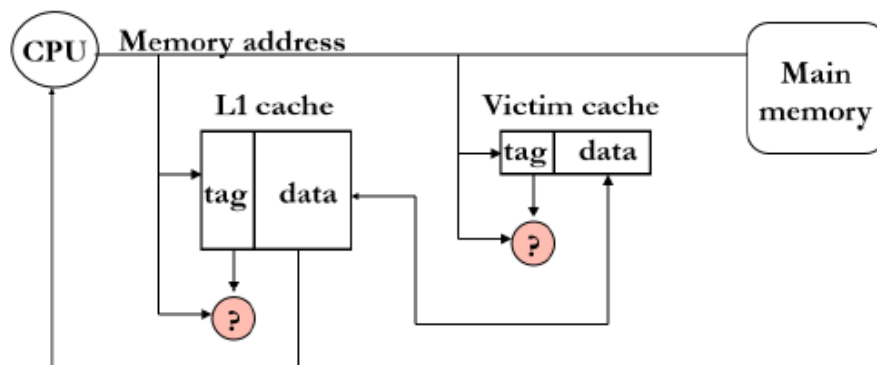 CPU
Memory address
Main
memory
L1 cache
Victim cache
tag data
tag data
?
?